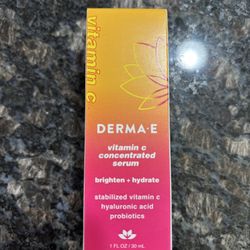 vitamin c
DERMA·E
vitamin c
concentrated
serum
brighten + hydrate
stabilized vitamin c
hyaluronic acid
probiotics
1 FL OZ / 30 mL